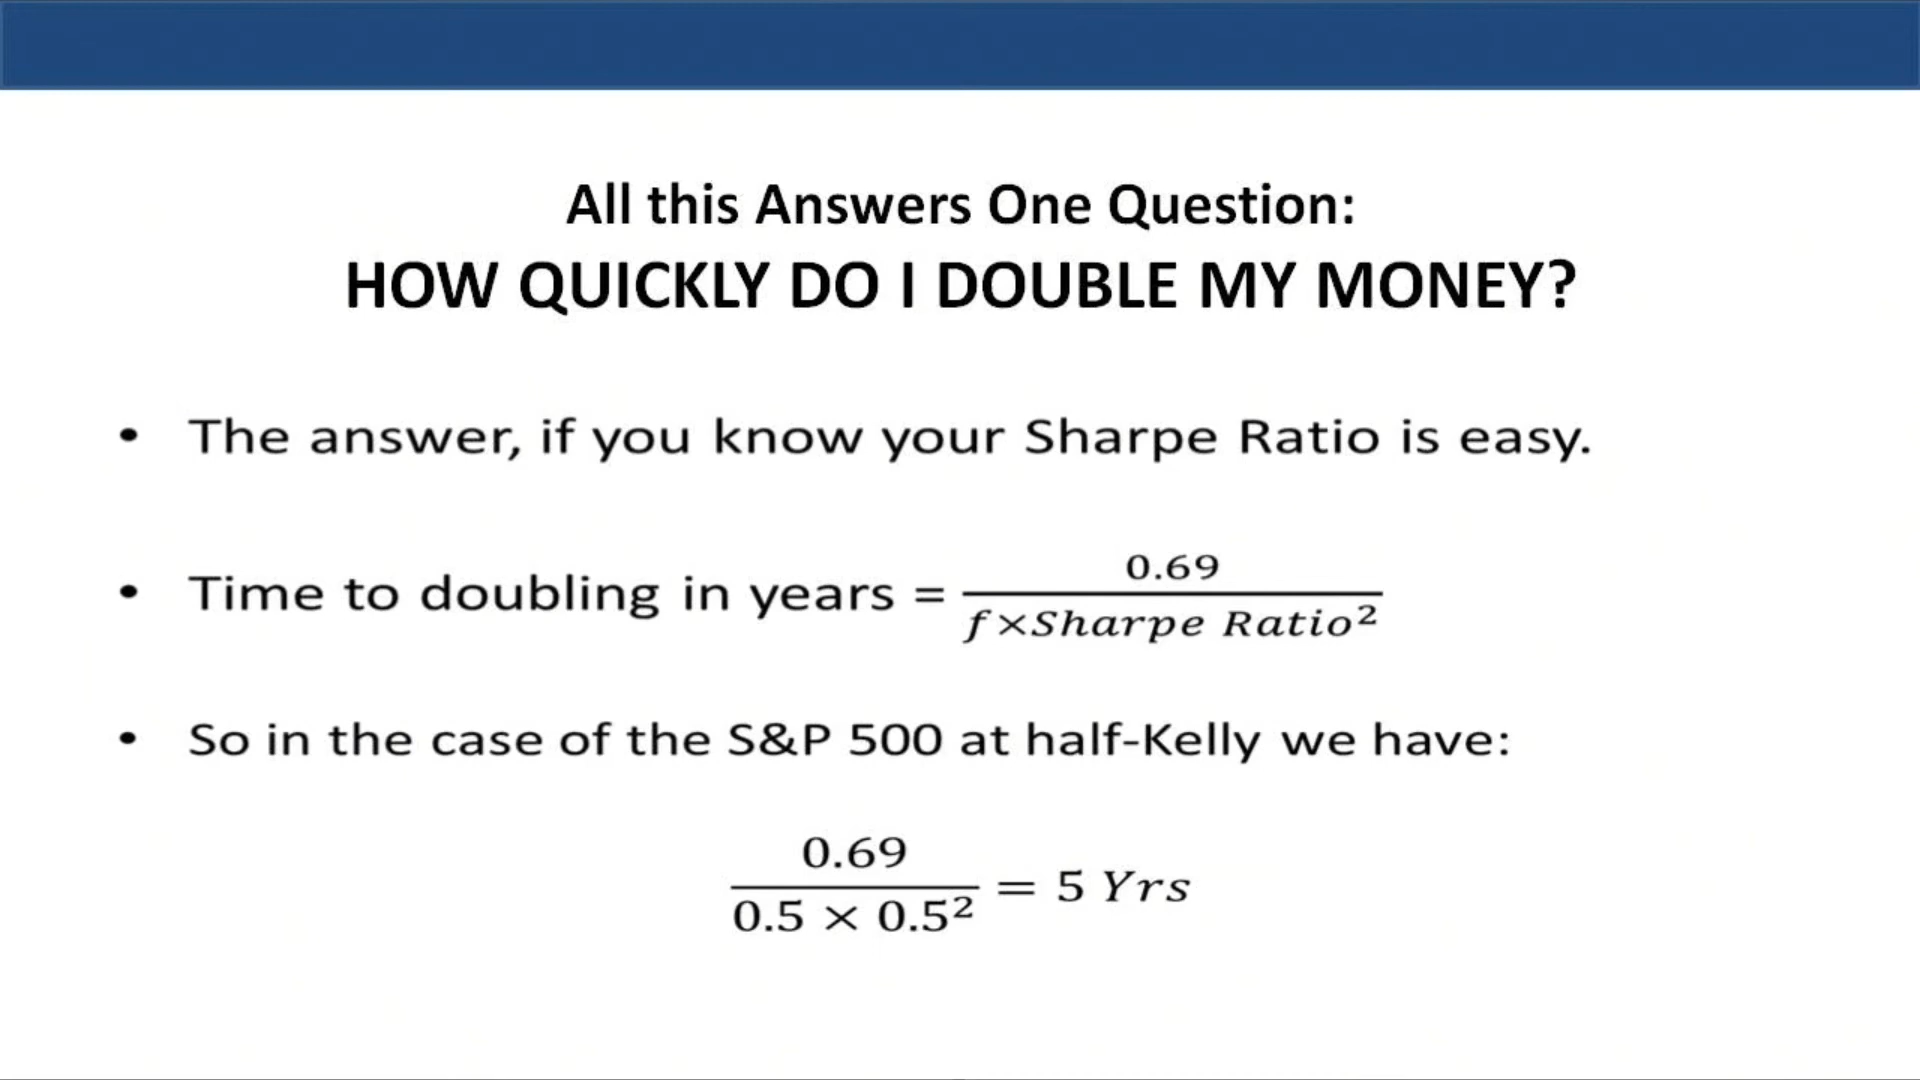 All this Answers One Question:
HOW QUICKLY DO I DOUBLE MY MONEY?
• The answer, if you know your Sharpe Ratio is easy.
• Time to doubling in years = 0.69 / f×Sharpe Ratio²
• So in the case of the S&P 500 at half-Kelly we have:
0.69 / 0.5 × 0.5² = 5 Yrs